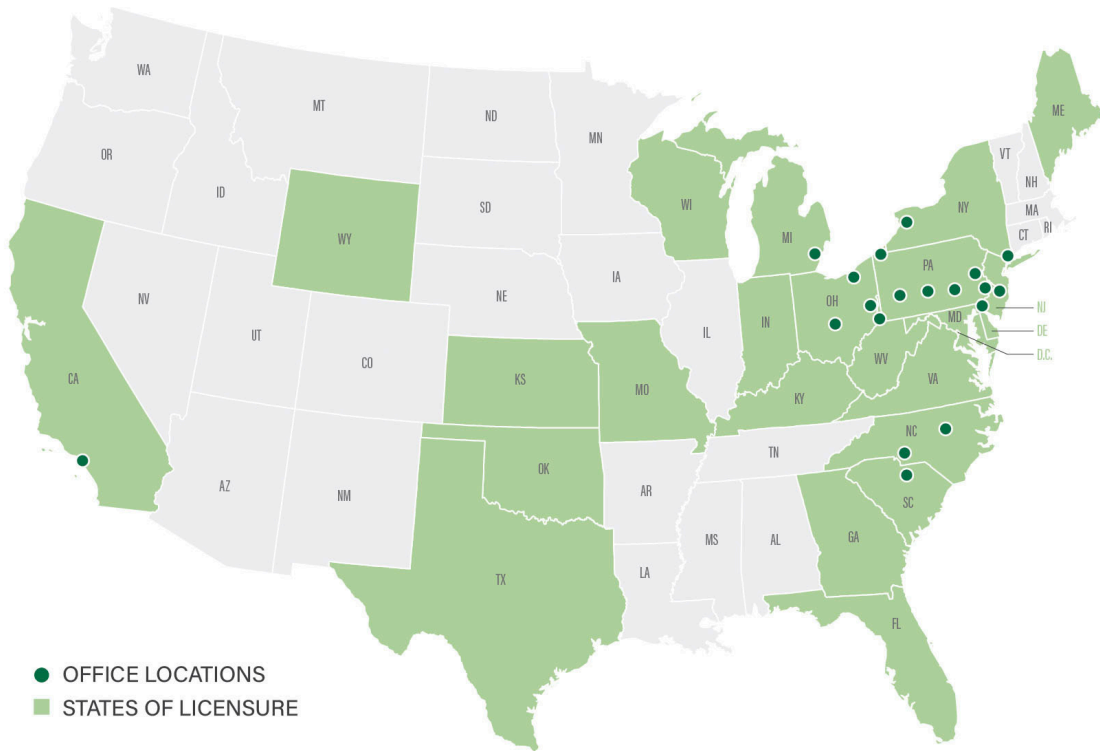 WA
MT
ND
MN
ME
OR
ID
SD
WI
MI
VT
NH
NY
MA
CT
RI
WY
IA
NE
PA
NV
UT
CO
IL
IN
OH
NJ
MD
DE
D.C.
WV
VA
CA
KS
MO
KY
AZ
NM
OK
AR
TN
NC
SC
MS
AL
GA
TX
LA
FL
OFFICE LOCATIONS
STATES OF LICENSURE